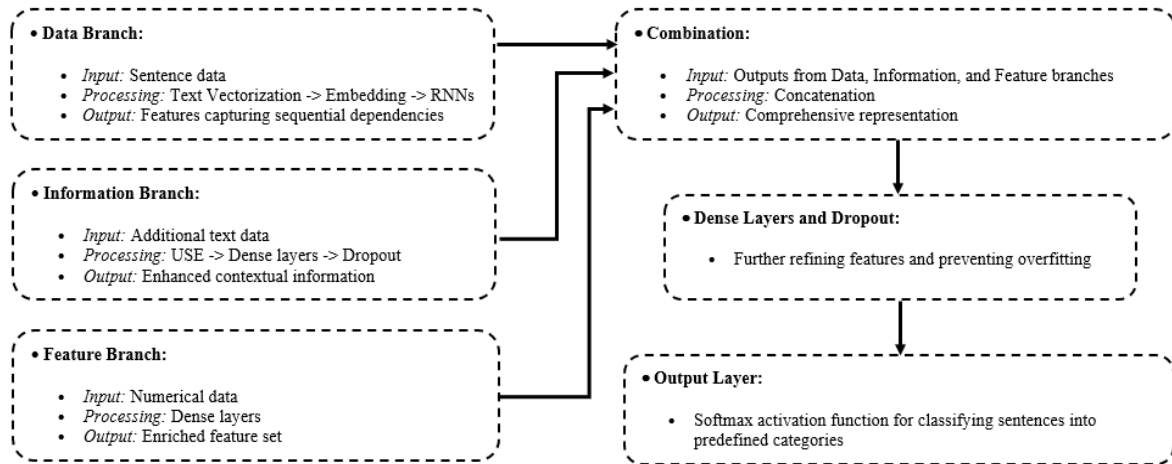 • Data Branch:
• Input: Sentence data
• Processing: Text Vectorization -> Embedding -> RNNs
• Output: Features capturing sequential dependencies
• Information Branch:
• Input: Additional text data
• Processing: USE -> Dense layers -> Dropout
• Output: Enhanced contextual information
• Feature Branch:
• Input: Numerical data
• Processing: Dense layers
• Output: Enriched feature set
• Combination:
• Input: Outputs from Data, Information, and Feature branches
• Processing: Concatenation
• Output: Comprehensive representation
• Dense Layers and Dropout:
• Further refining features and preventing overfitting
• Output Layer:
• Softmax activation function for classifying sentences into
predefined categories